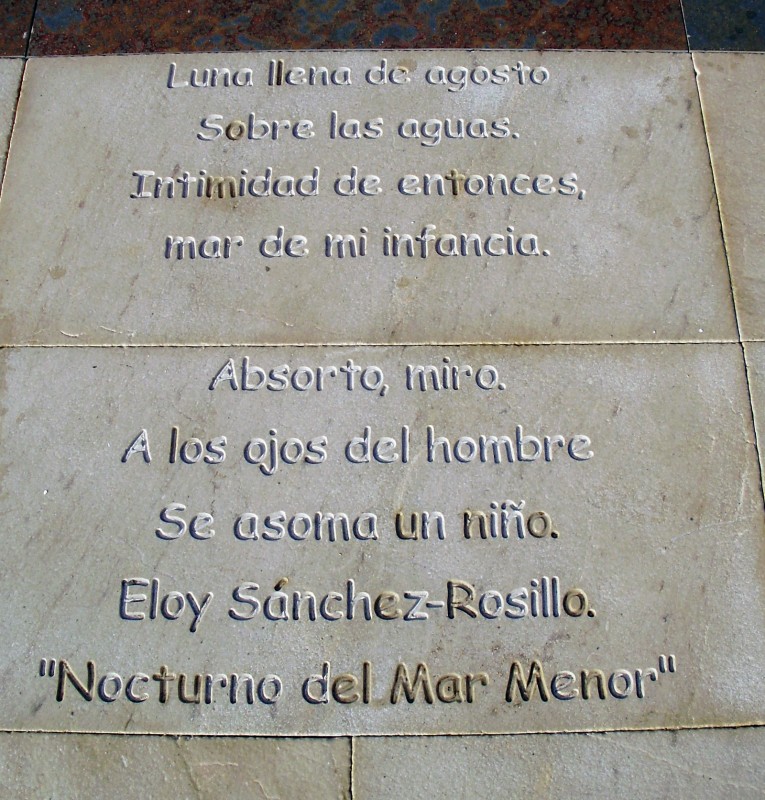 Luna llena de agosto
Sobre las aguas.
Intimidad de entonces,
mar de mi infancia.
Absorto, miro.
A los ojos del hombre
Se asoma un niño.
Eloy Sánchez-Rosillo.
"Nocturno del Mar Menor"